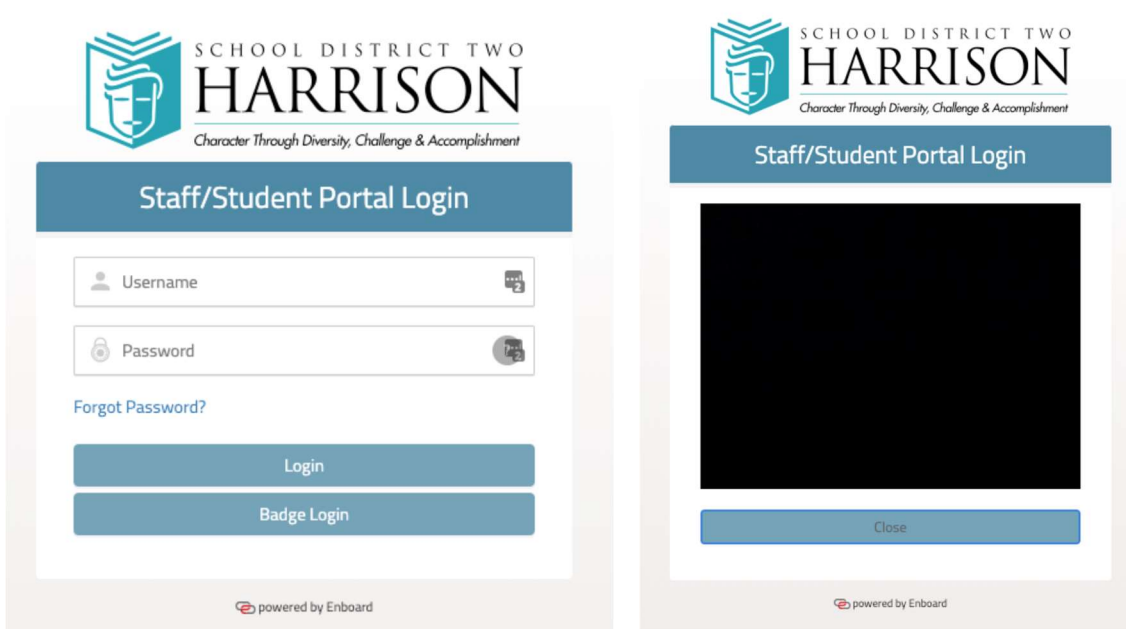 SCHOOL DISTRICT TWO
HARRISON
Character Through Diversity, Challenge & Accomplishment
Staff/Student Portal Login
Username
2
Password
2
Forgot Password?
Login
Badge Login
powered by Enboard
SCHOOL DISTRICT TWO
HARRISON
Character Through Diversity, Challenge & Accomplishment
Staff/Student Portal Login
Close
powered by Enboard